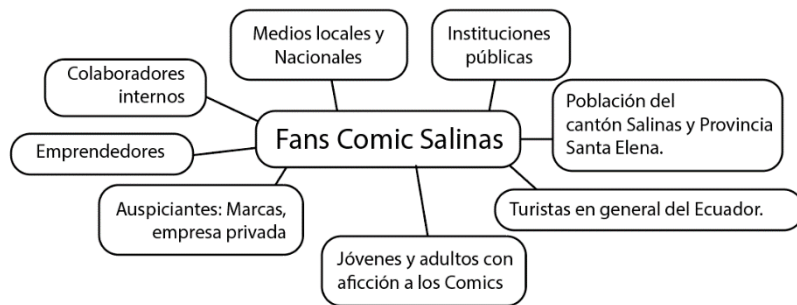 Medios locales y
Nacionales
Instituciones
públicas
Colaboradores
internos
Fans Comic Salinas
Población del
cantón Salinas y Provincia
Santa Elena.
Emprendedores
Auspiciantes: Marcas,
empresa privada
Turistas en general del Ecuador.
Jóvenes y adultos con
aficción a los Comics